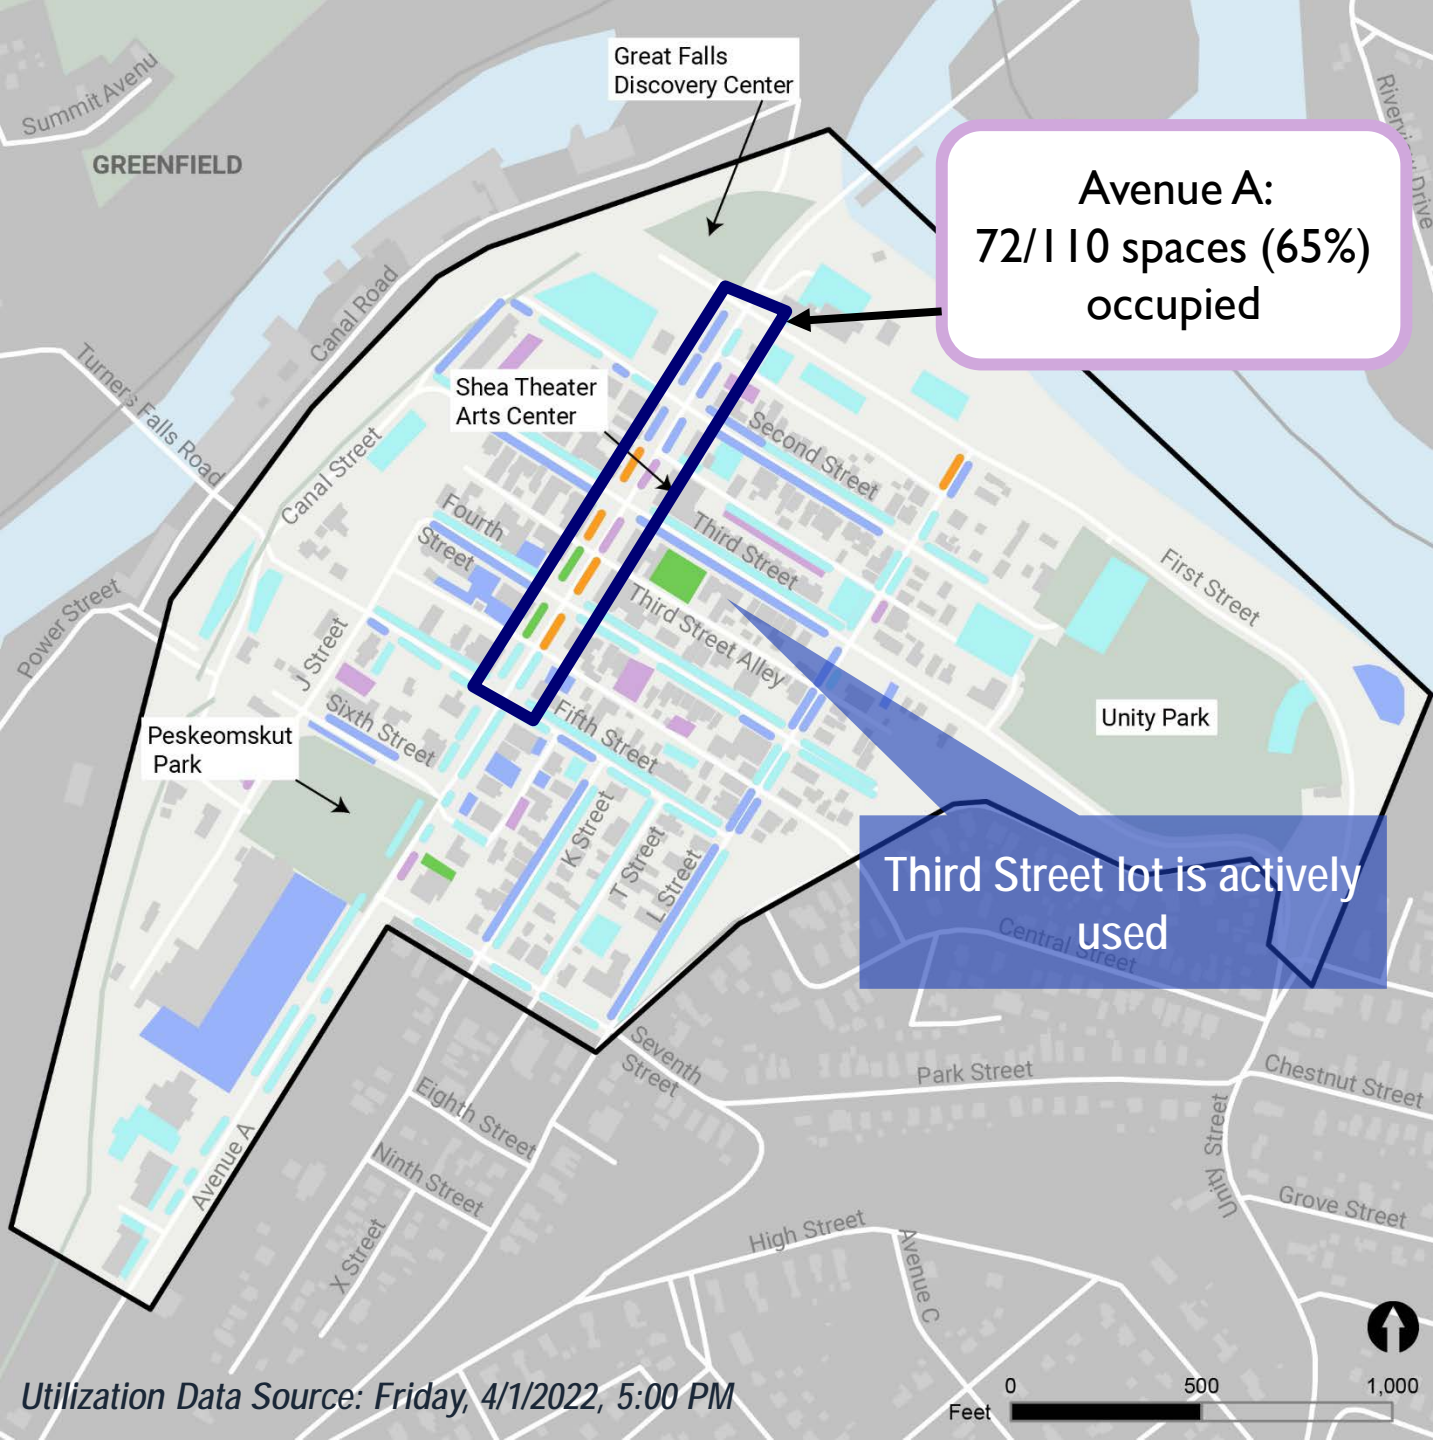 Great Falls
Discovery Center
Summit Avenu
GREENFIELD
Riverview Drive
Avenue A:
72/110 spaces (65%)
occupied
Canal Road
Turners Falls Road
Shea Theater
Arts Center
Canal Street
Second Street
Fourth
Street
Third Street
First Street
Power Street
Third Street Alley
J Street
Sixth Street
Fifth Street
Unity Park
Peskeomskut
Park
K Street
T Street
L Street
Third Street lot is actively
used
Central Street
Seventh
Street
Park Street
Chestnut Street
Eighth Street
Unity Street
Avenue A
Ninth Street
Grove Street
X Street
High Street
Avenue C
Utilization Data Source: Friday, 4/1/2022, 5:00 PM
0 500 1,000
Feet